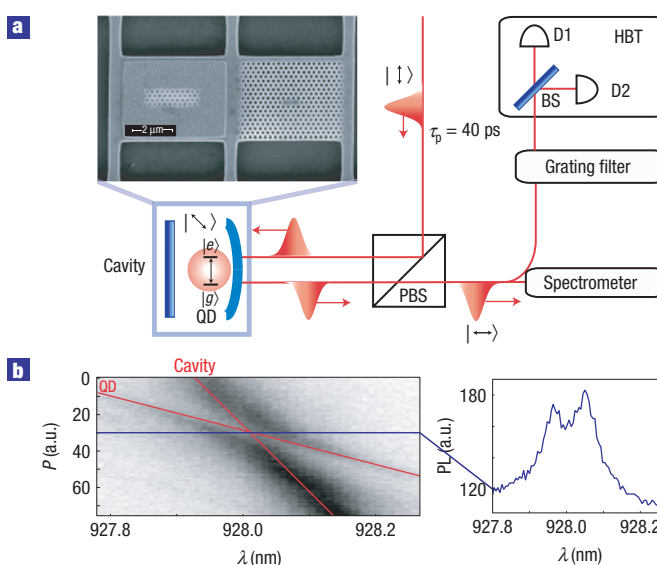 a
D1
HBT
D2
BS
| ↕ ⟩
τp = 40 ps
2 μm
Grating filter
| ⤡ ⟩
|e⟩
Cavity
|g⟩
QD
PBS
Spectrometer
| ↔ ⟩
b
Cavity
QD
0
20
40
60
P (a.u.)
927.8
928.0
928.2
λ (nm)
180
120
PL (a.u.)
927.8
928.0
928.2
λ (nm)